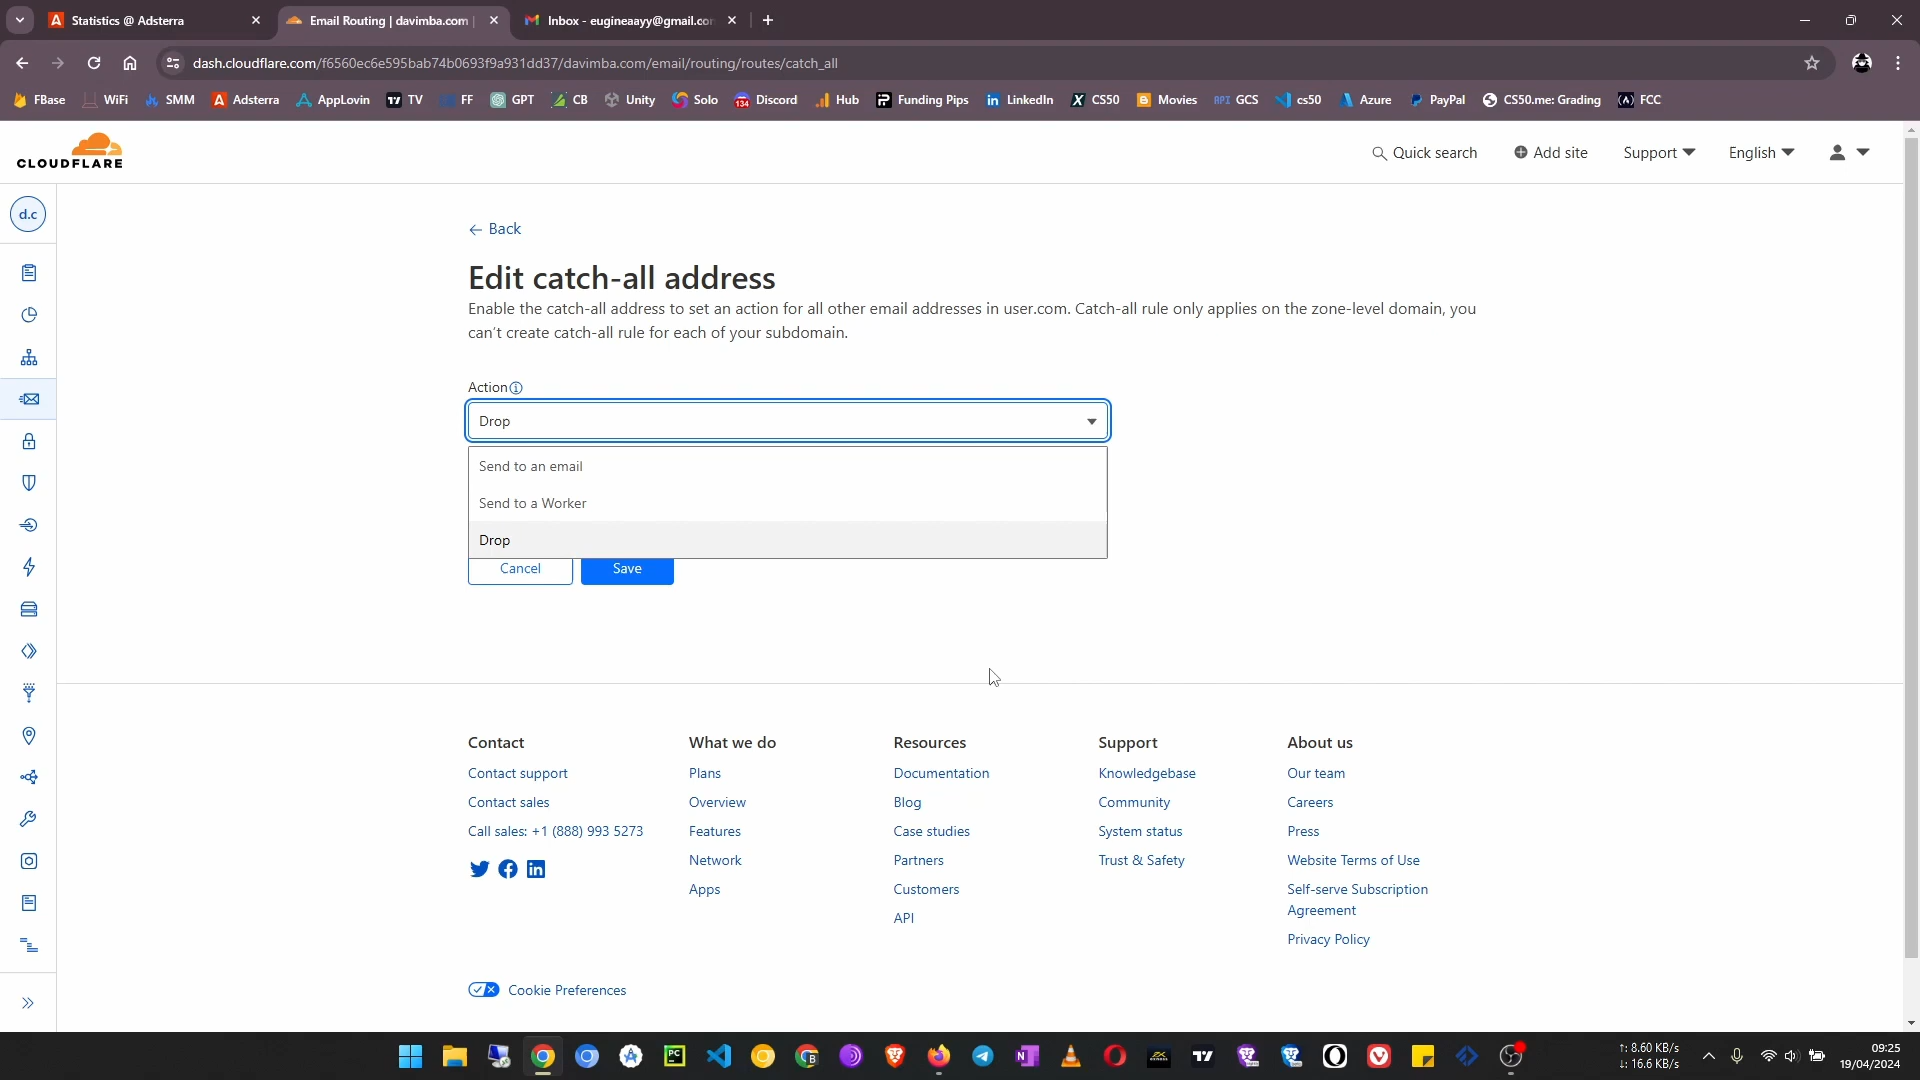 Statistics @ Adsterra
Email Routing | davimba.com |
Inbox - eugineaayy@gmail.com
dash.cloudflare.com/f6560ec6e595bab74b0693f9a931dd37/davimba.com/email/routing/routes/catch_all
FBase
WiFi
SMM
Adsterra
AppLovin
TV
FF
GPT
CB
Unity
Solo
134
Discord
Hub
Funding Pips
LinkedIn
CS50
Movies
API GCS
cs50
Azure
PayPal
CS50.me: Grading
FCC
CLOUDFLARE
Quick search
Add site
Support
English
d.c
Back
Edit catch-all address
Enable the catch-all address to set an action for all other email addresses in user.com. Catch-all rule only applies on the zone-level domain, you
can't create catch-all rule for each of your subdomain.
Action
Drop
Send to an email
Send to a Worker
Drop
Cancel
Save
Contact
Contact support
Contact sales
Call sales: +1 (888) 993 5273
What we do
Plans
Overview
Features
Network
Apps
Resources
Documentation
Blog
Case studies
Partners
Customers
API
Support
Knowledgebase
Community
System status
Trust & Safety
About us
Our team
Careers
Press
Website Terms of Use
Self-serve Subscription
Agreement
Privacy Policy
Cookie Preferences
↑: 8.60 KB/s
↓: 16.6 KB/s
09:25
19/04/2024